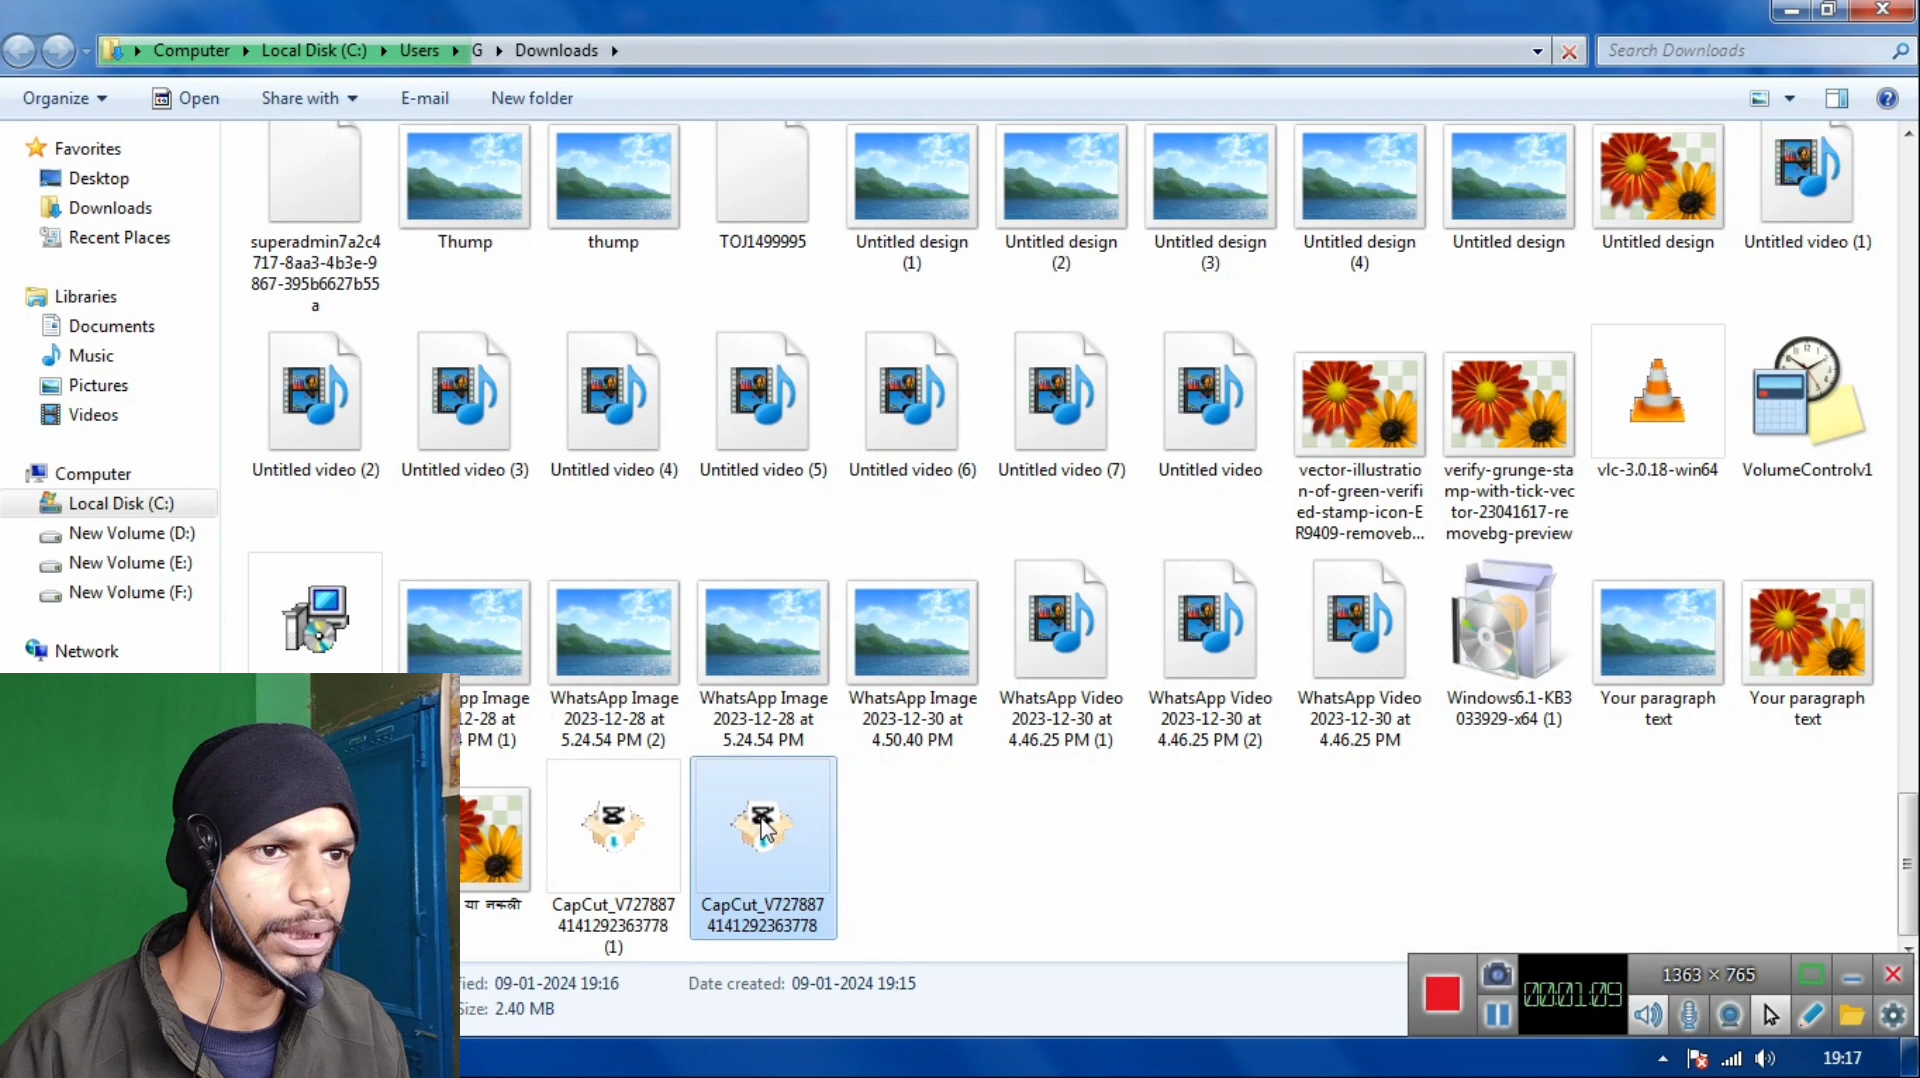 Computer
Local Disk (C:)
Users
G
Downloads
Search Downloads
Organize
Open
Share with
E-mail
New folder
Favorites
Desktop
Downloads
Recent Places
Libraries
Documents
Music
Pictures
Videos
Computer
Local Disk (C:)
New Volume (D:)
New Volume (E:)
New Volume (F:)
Network
superadmin7a2c4
717-8aa3-4b3e-9
867-395b6627b55
a
Thump
thump
TOJ1499995
Untitled design
(1)
Untitled design
(2)
Untitled design
(3)
Untitled design
(4)
Untitled design
Untitled design
Untitled video (1)
Untitled video (2)
Untitled video (3)
Untitled video (4)
Untitled video (5)
Untitled video (6)
Untitled video (7)
Untitled video
vector-illustratio
n-of-green-verifi
ed-stamp-icon-E
R9409-removeb...
verify-grunge-sta
mp-with-tick-vec
tor-23041617-re
movebg-preview
vlc-3.0.18-win64
VolumeControlv1
pp Image
12-28 at
PM (1)
WhatsApp Image
2023-12-28 at
5.24.54 PM (2)
WhatsApp Image
2023-12-28 at
5.24.54 PM
WhatsApp Image
2023-12-30 at
4.50.40 PM
WhatsApp Video
2023-12-30 at
4.46.25 PM (1)
WhatsApp Video
2023-12-30 at
4.46.25 PM (2)
WhatsApp Video
2023-12-30 at
4.46.25 PM
Windows6.1-KB3
033929-x64 (1)
Your paragraph
text
Your paragraph
text
या नकली
CapCut_V727887
4141292363778
(1)
CapCut_V727887
4141292363778
fied: 09-01-2024 19:16
Date created: 09-01-2024 19:15
Size: 2.40 MB
1363 × 765
00:01:09
19:17